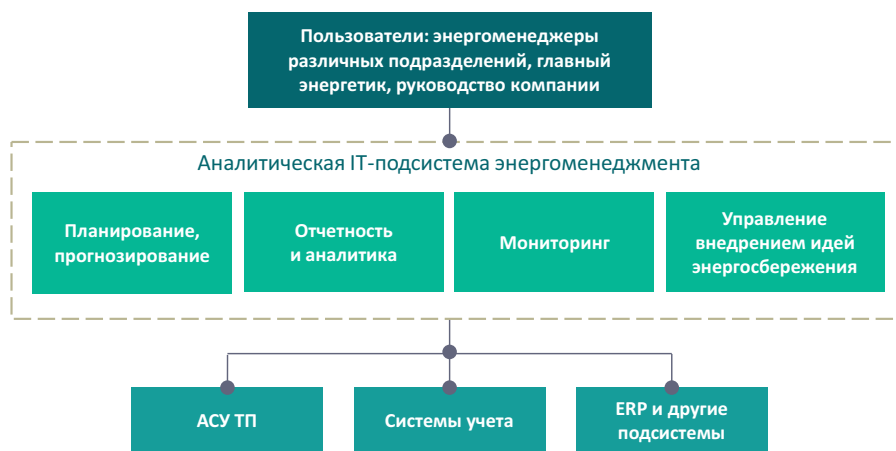 Пользователи: энергоменеджеры
различных подразделений, главный
энергетик, руководство компании
Аналитическая IT-подсистема энергоменеджмента
Планирование,
прогнозирование
Отчетность
и аналитика
Мониторинг
Управление
внедрением идей
энергосбережения
АСУ ТП
Системы учета
ERP и другие
подсистемы